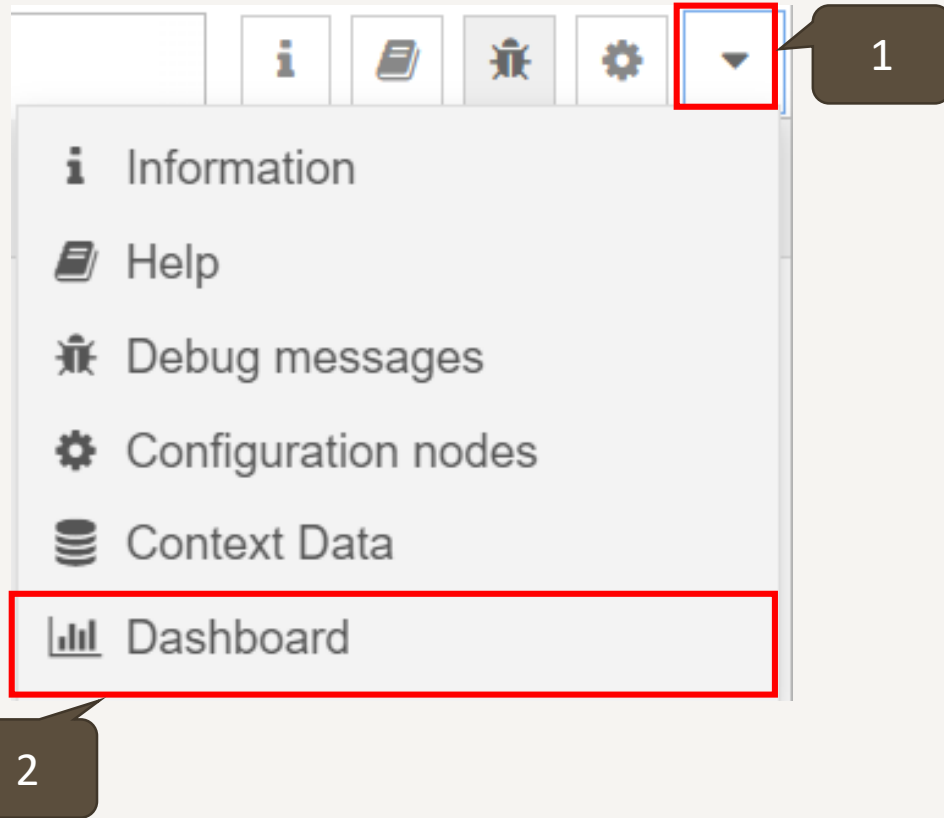 1
Information
Help
Debug messages
Configuration nodes
Context Data
Dashboard
2